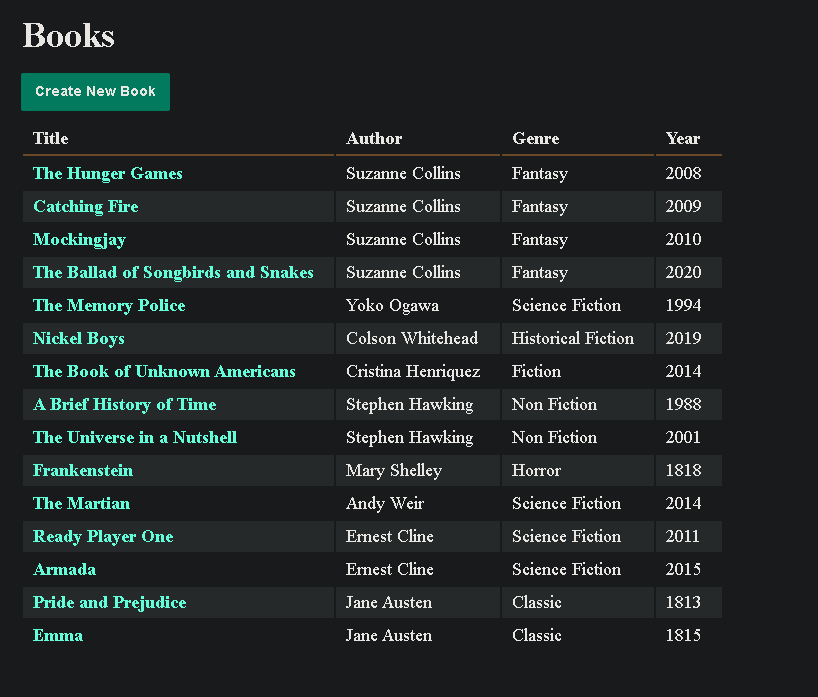 Books
Create New Book
Title Author Genre Year
The Hunger Games Suzanne Collins Fantasy 2008
Catching Fire Suzanne Collins Fantasy 2009
Mockingjay Suzanne Collins Fantasy 2010
The Ballad of Songbirds and Snakes Suzanne Collins Fantasy 2020
The Memory Police Yoko Ogawa Science Fiction 1994
Nickel Boys Colson Whitehead Historical Fiction 2019
The Book of Unknown Americans Cristina Henriquez Fiction 2014
A Brief History of Time Stephen Hawking Non Fiction 1988
The Universe in a Nutshell Stephen Hawking Non Fiction 2001
Frankenstein Mary Shelley Horror 1818
The Martian Andy Weir Science Fiction 2014
Ready Player One Ernest Cline Science Fiction 2011
Armada Ernest Cline Science Fiction 2015
Pride and Prejudice Jane Austen Classic 1813
Emma Jane Austen Classic 1815